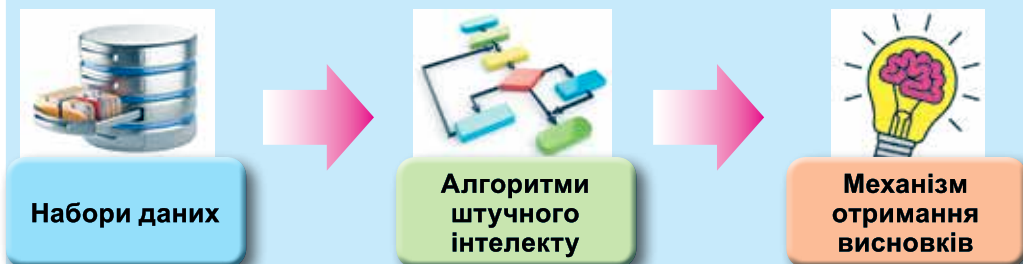 Набори даних
Алгоритми
штучного
інтелекту
Механізм
отримання
висновків